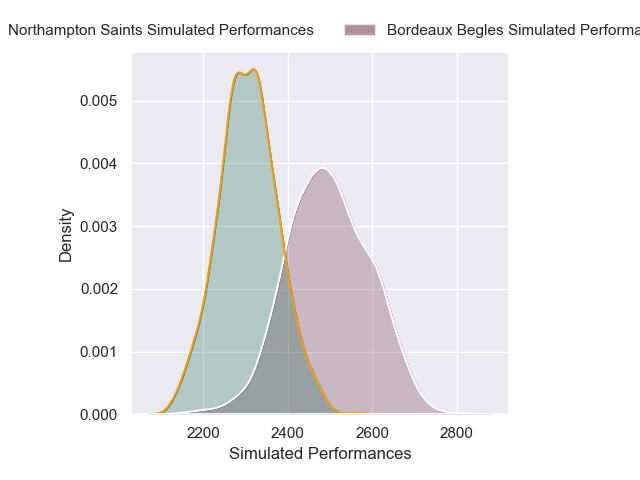 Northampton Saints Simulated Performances
Bordeaux Begles Simulated Performa
0.005
0.004
0.003
0.002
0.001
0.000
Density
2200 2400 2600 2800
Simulated Performances